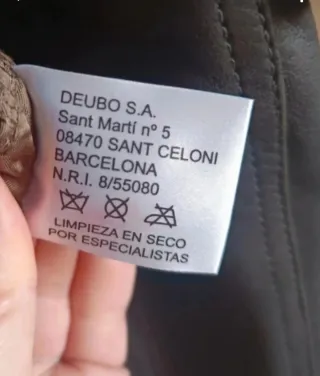 DEUBO S.A.
Sant Martí nº 5
08470 SANT CELONI
BARCELONA
N.R.I. 8/55080
LIMPIEZA EN SECO
POR ESPECIALISTAS